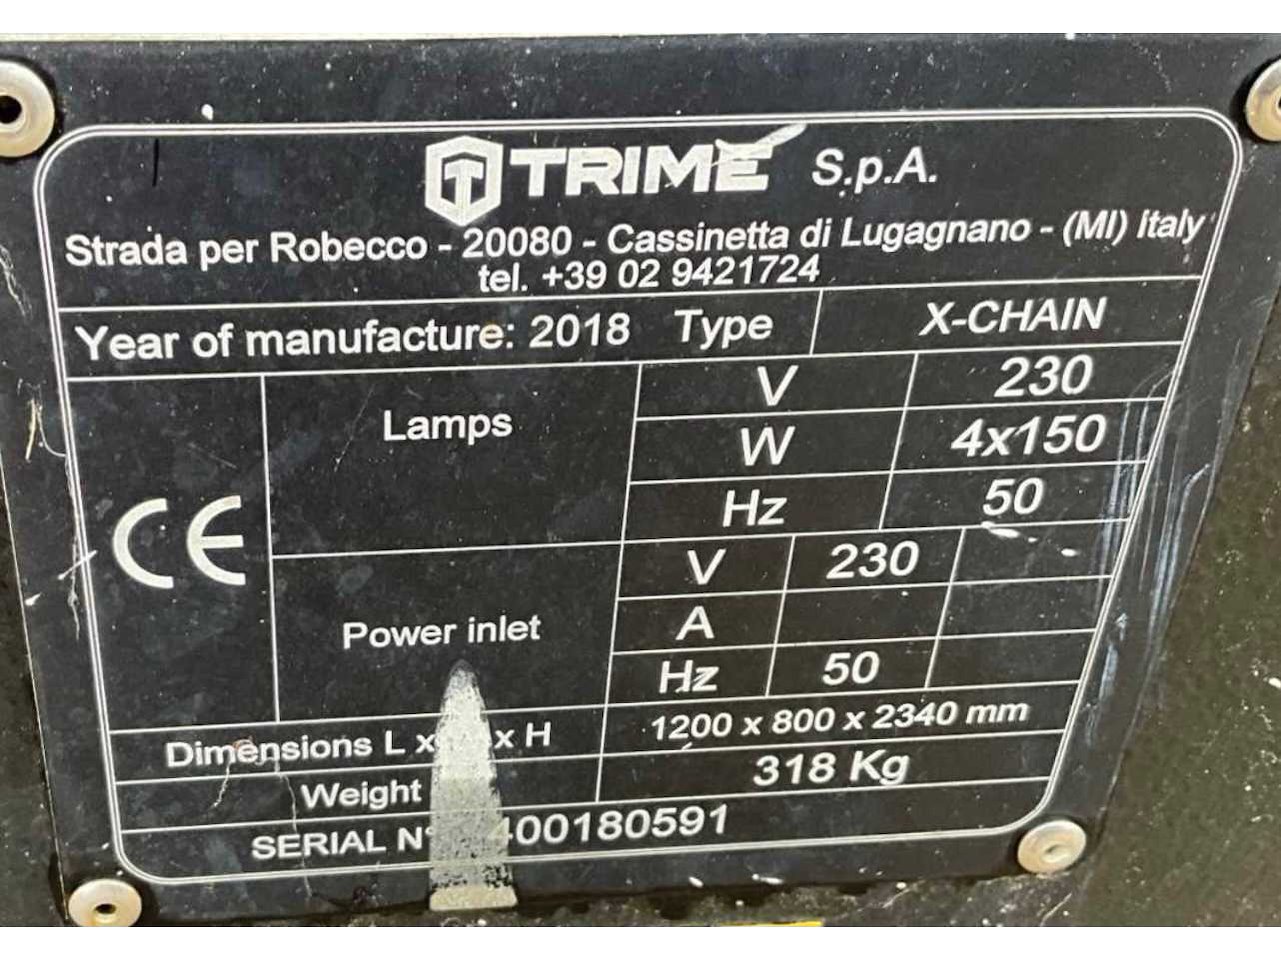 TRIME S.p.A.
Strada per Robecco - 20080 - Cassinetta di Lugagnano - (MI) Italy
tel. +39 02 9421724
Year of manufacture: 2018 Type X-CHAIN
CE
Lamps
V 230
W 4x150
Hz 50
Power inlet
V 230
A
Hz 50
Dimensions L x x H 1200 x 800 x 2340 mm
Weight 318 Kg
SERIAL N° 400180591